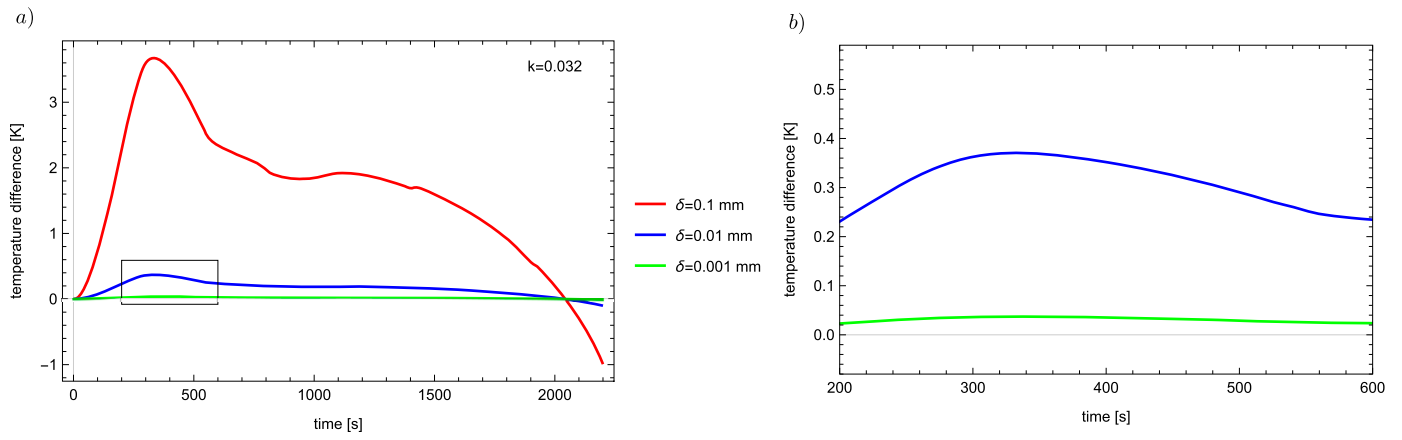 a)
k=0.032
temperature difference [K]
3
2
1
0
−1
0 500 1000 1500 2000
time [s]
δ=0.1 mm
δ=0.01 mm
δ=0.001 mm
b)
temperature difference [K]
0.5
0.4
0.3
0.2
0.1
0.0
200 300 400 500 600
time [s]